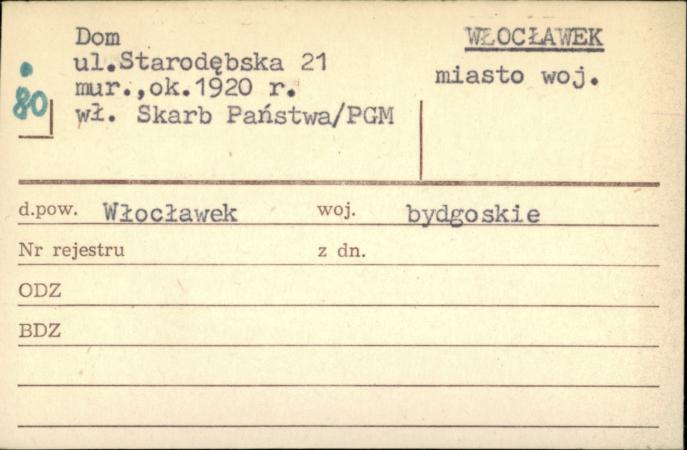 Dom
ul.Starodębska 21
mur.,ok.1920 r.
wł. Skarb Państwa/PGM
WŁOCŁAWEK
miasto woj.
.80
d.pow. Włocławek woj. bydgoskie
Nr rejestru z dn.
ODZ
BDZ